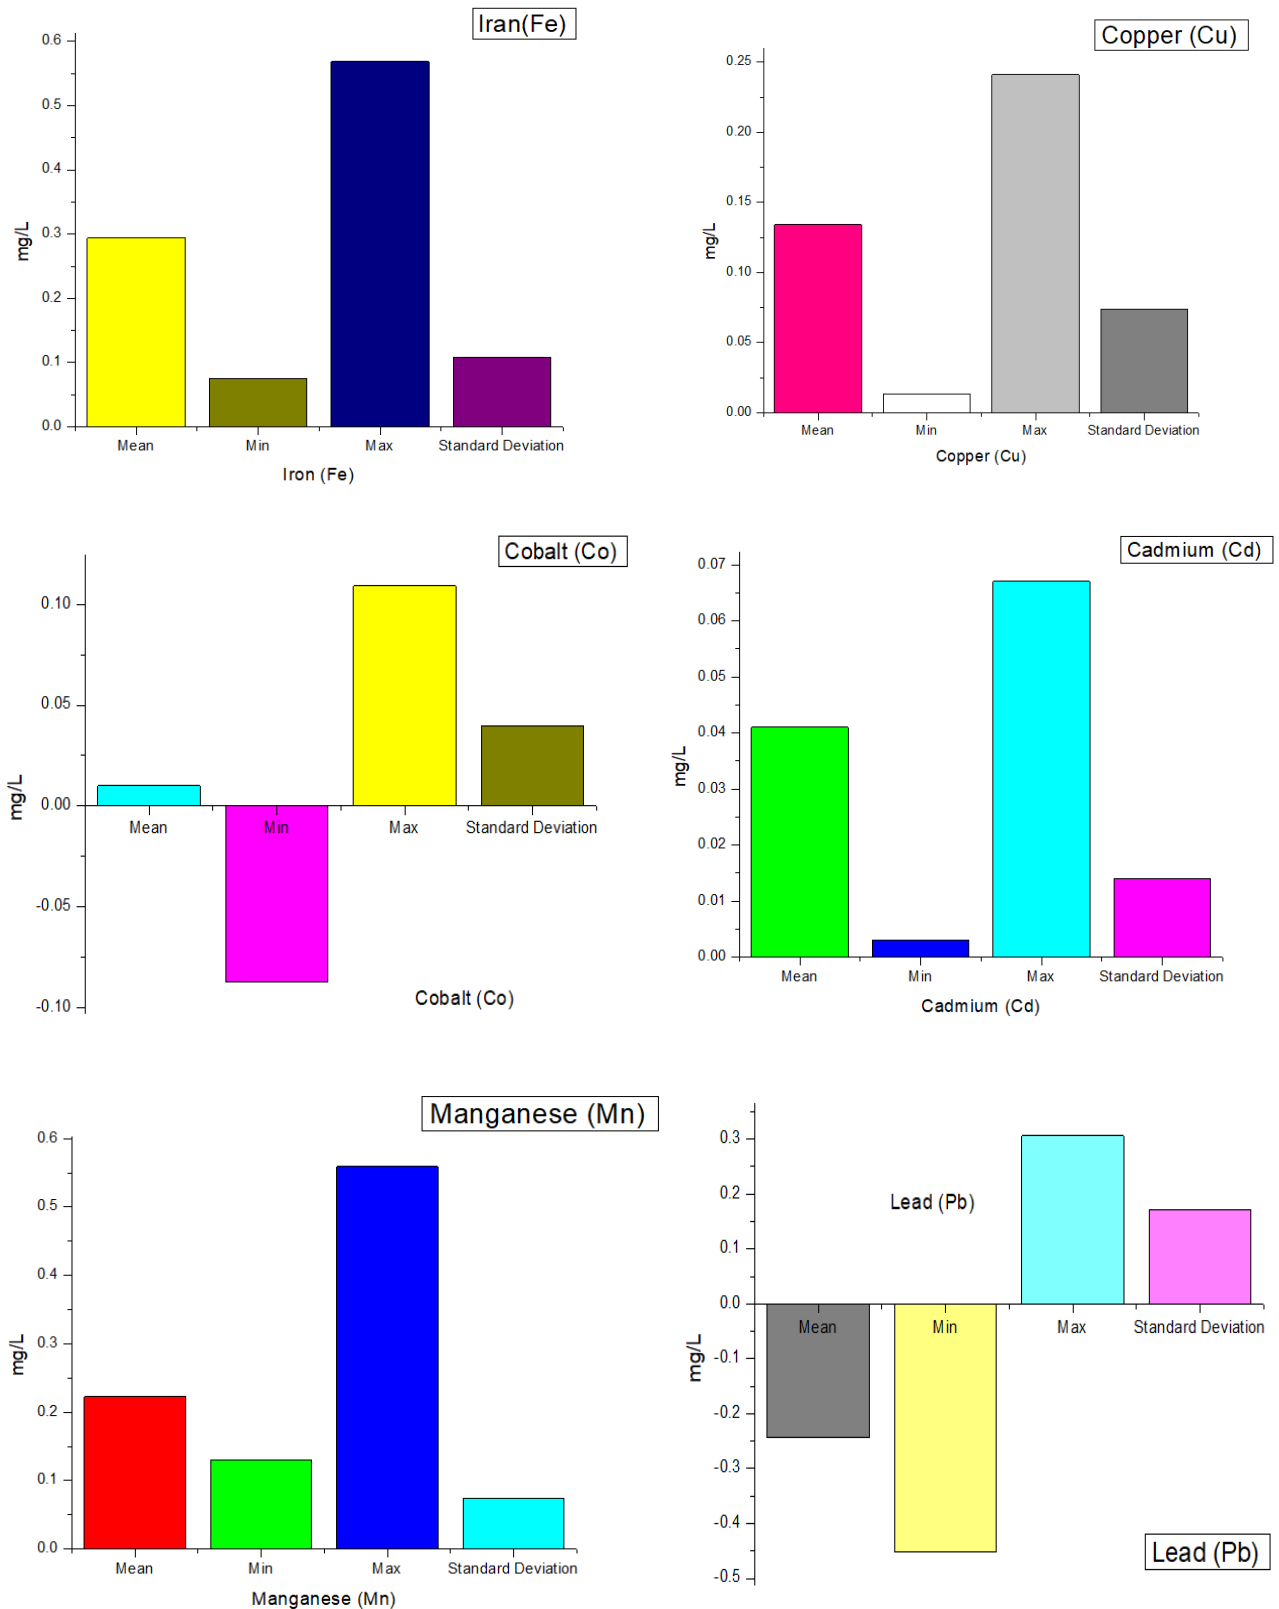 Iran(Fe)
0.6
0.5
0.4
0.3
0.2
0.1
0.0
mg/L
Mean Min Max Standard Deviation
Iron (Fe)
Copper (Cu)
0.25
0.20
0.15
0.10
0.05
0.00
mg/L
Mean Min Max Standard Deviation
Copper (Cu)
Cobalt (Co)
0.10
0.05
0.00
-0.05
-0.10
mg/L
Mean Min Max Standard Deviation
Cobalt (Co)
Cadmium (Cd)
0.07
0.06
0.05
0.04
0.03
0.02
0.01
0.00
mg/L
Mean Min Max Standard Deviation
Cadmium (Cd)
Manganese (Mn)
0.6
0.5
0.4
0.3
0.2
0.1
0.0
mg/L
Mean Min Max Standard Deviation
Manganese (Mn)
0.3
0.2
0.1
0.0
-0.1
-0.2
-0.3
-0.4
-0.5
mg/L
Lead (Pb)
Mean Min Max Standard Deviation
Lead (Pb)